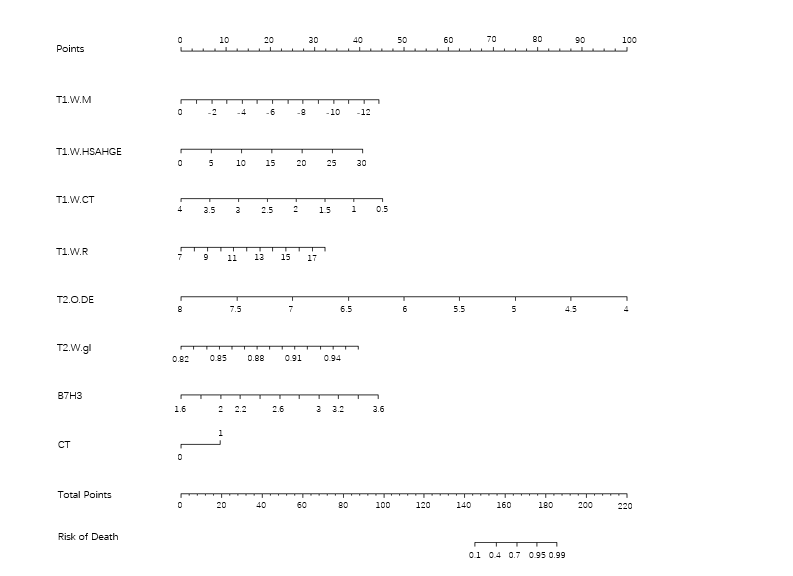 0 10 20 30 40 50 60 70 80 90 100
Points
T1.W.M
0 -2 -4 -6 -8 -10 -12
T1.W.HSAHGE
0 5 10 15 20 25 30
T1.W.CT
4 3.5 3 2.5 2 1.5 1 0.5
T1.W.R
7 9 11 13 15 17
T2.O.DE
8 7.5 7 6.5 6 5.5 5 4.5 4
T2.W.gl
0.82 0.85 0.88 0.91 0.94
B7H3
1.6 2 2.2 2.6 3 3.2 3.6
1
CT
0
Total Points
0 20 40 60 80 100 120 140 160 180 200 220
Risk of Death
0.1 0.4 0.7 0.95 0.99